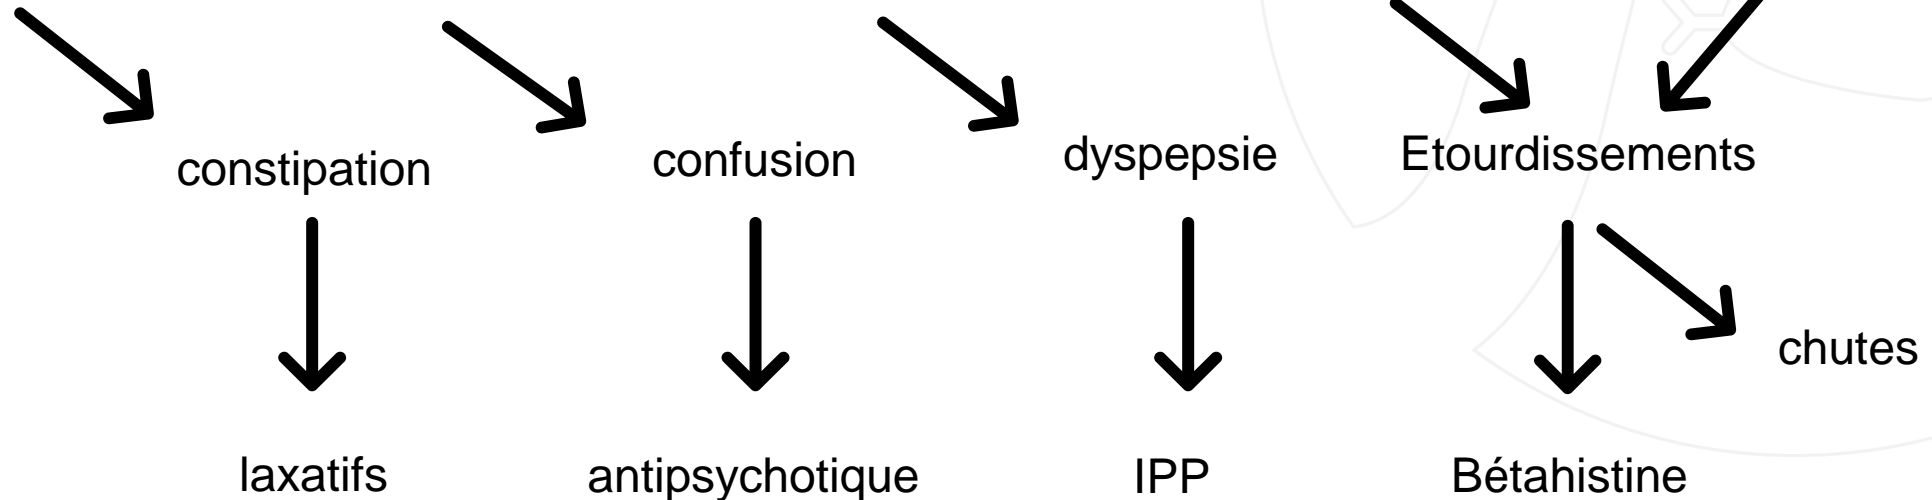 constipation
confusion
dyspepsie
Etourdissements
chutes
laxatifs
antipsychotique
IPP
Bétahistine